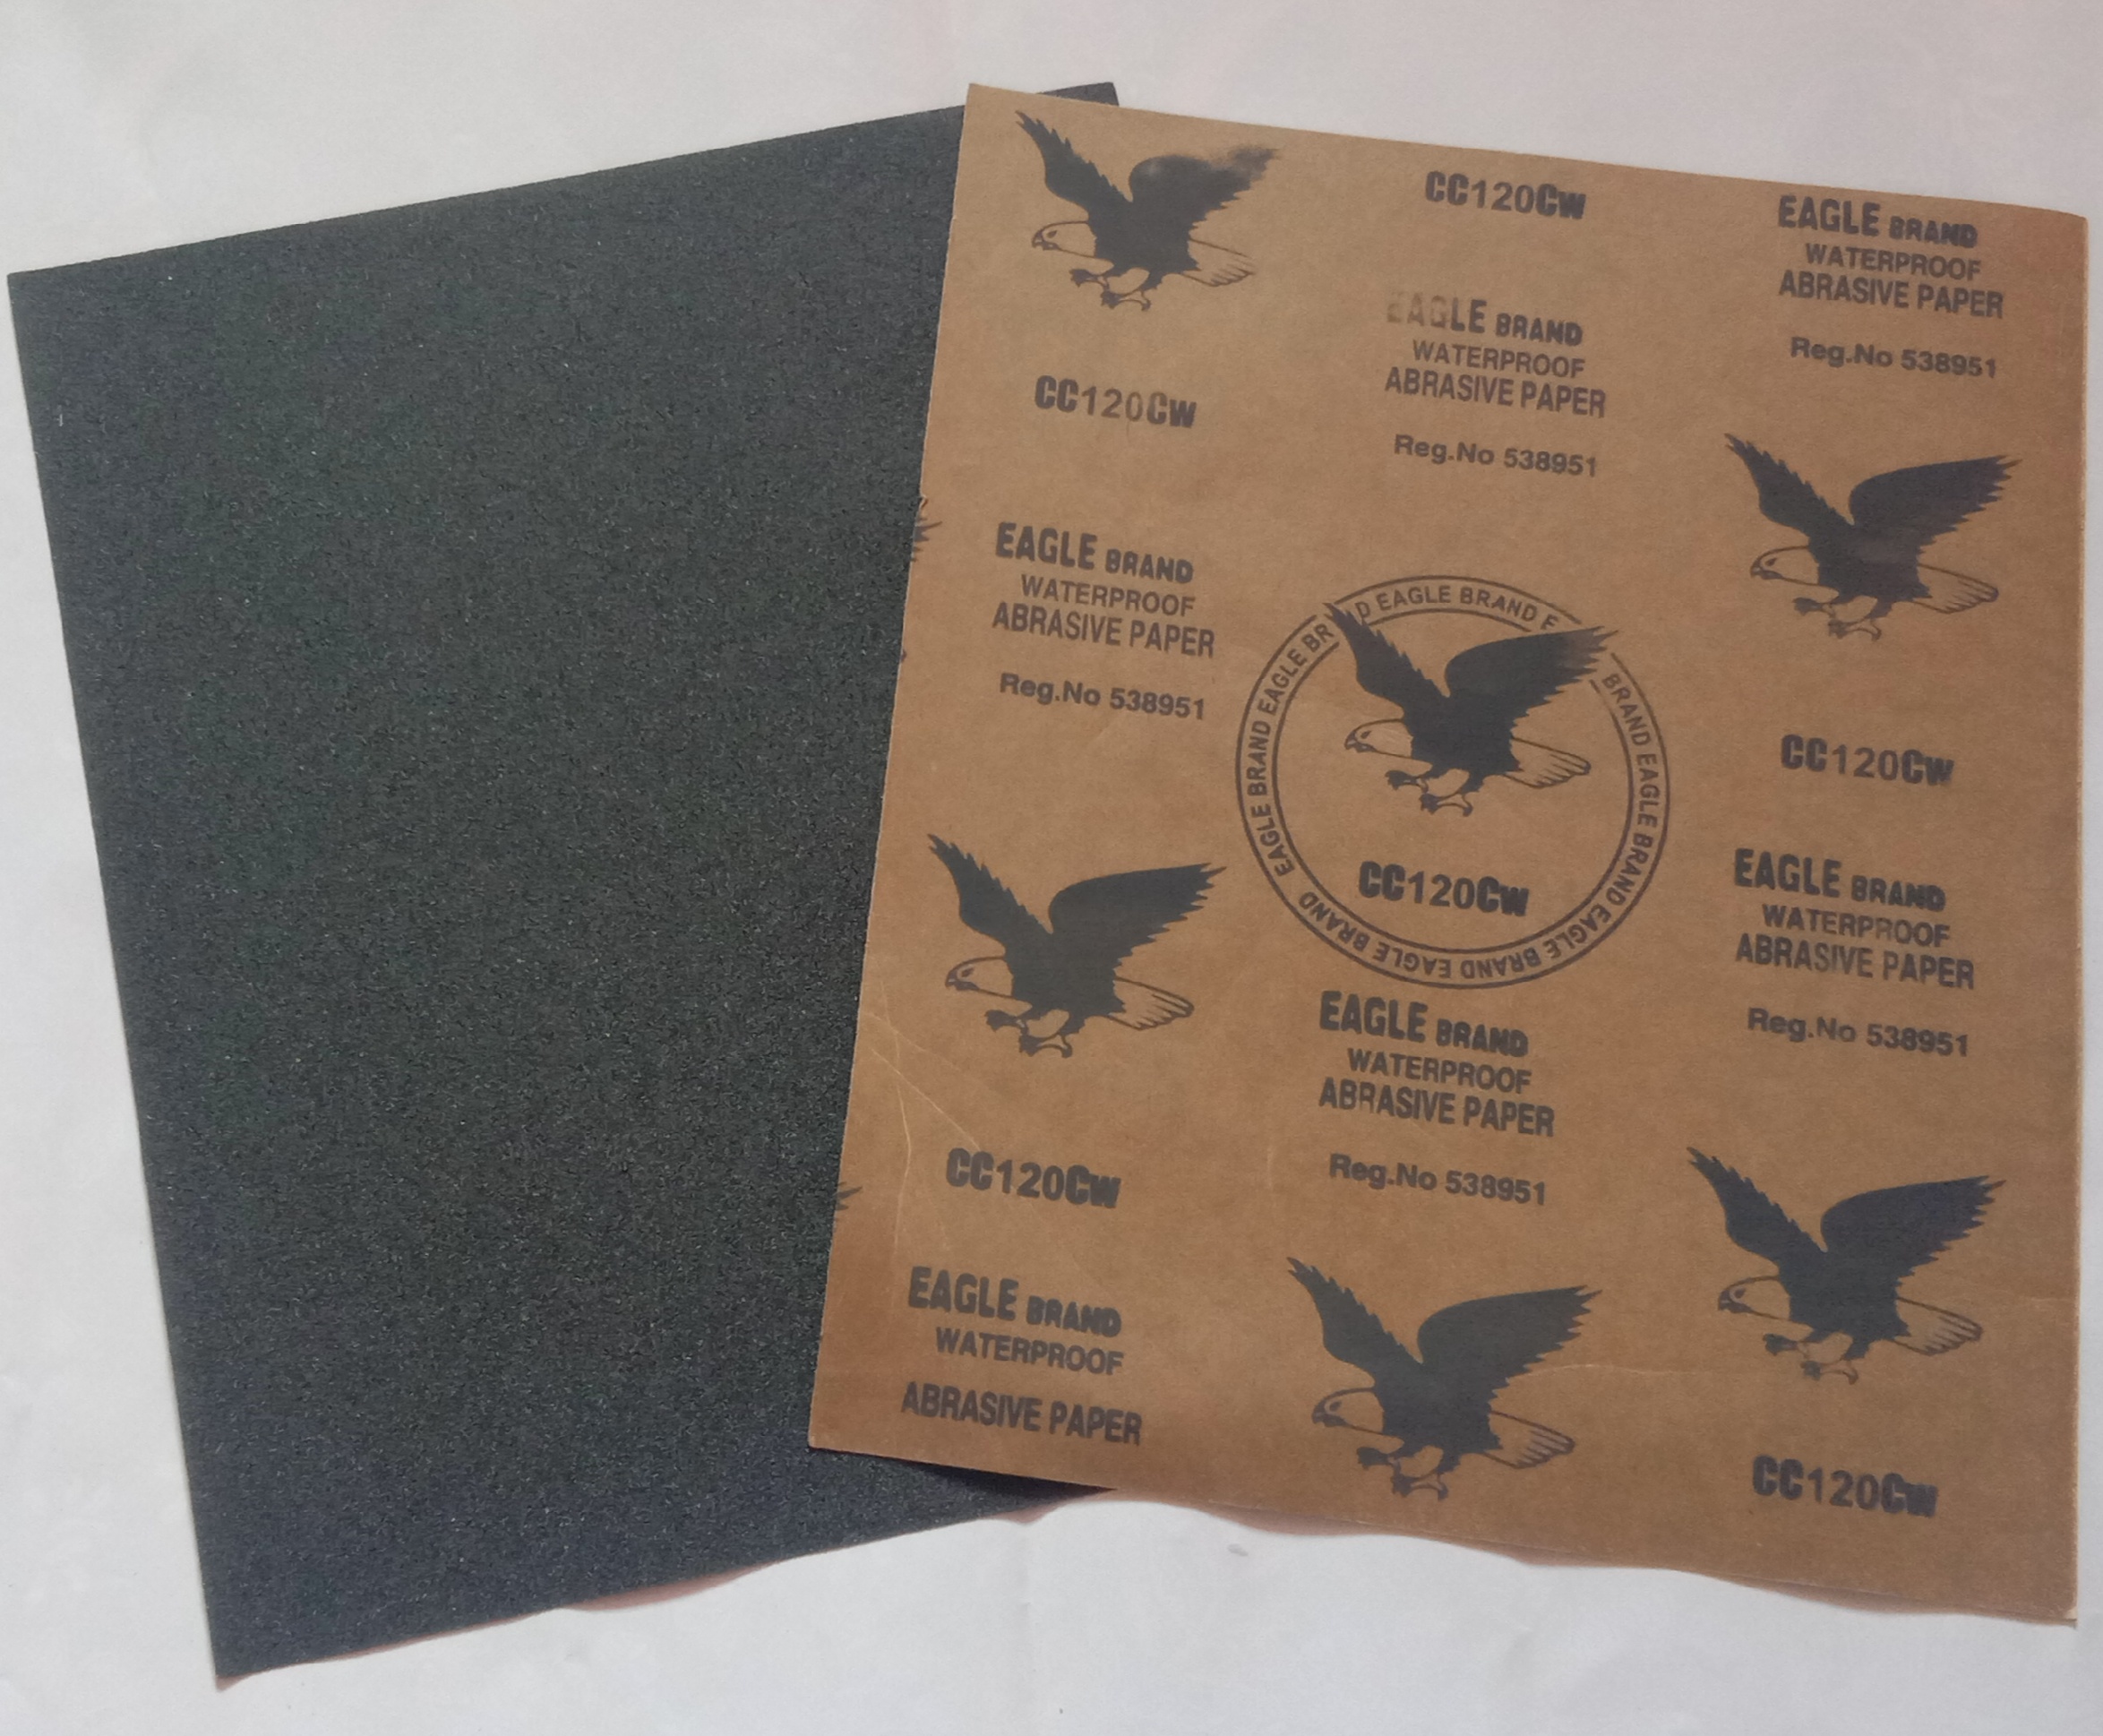 CC120Cw
EAGLE BRAND
WATERPROOF
ABRASIVE PAPER
Reg.No 538951
EAGLE BRAND
WATERPROOF
ABRASIVE PAPER
Reg.No 538951
CC120Cw
EAGLE BRAND
WATERPROOF
ABRASIVE PAPER
Reg.No 538951
EAGLE BRAND EAGLE BR D EAGLE BRAND E BRAND EAGLE BRAND EAGLE BRAND EAGLE BRAND
CC120Cw
CC120Cw
EAGLE BRAND
WATERPROOF
ABRASIVE PAPER
Reg.No 538951
EAGLE BRAND
WATERPROOF
ABRASIVE PAPER
Reg.No 538951
CC120Cw
EAGLE BRAND
WATERPROOF
ABRASIVE PAPER
CC120Cw